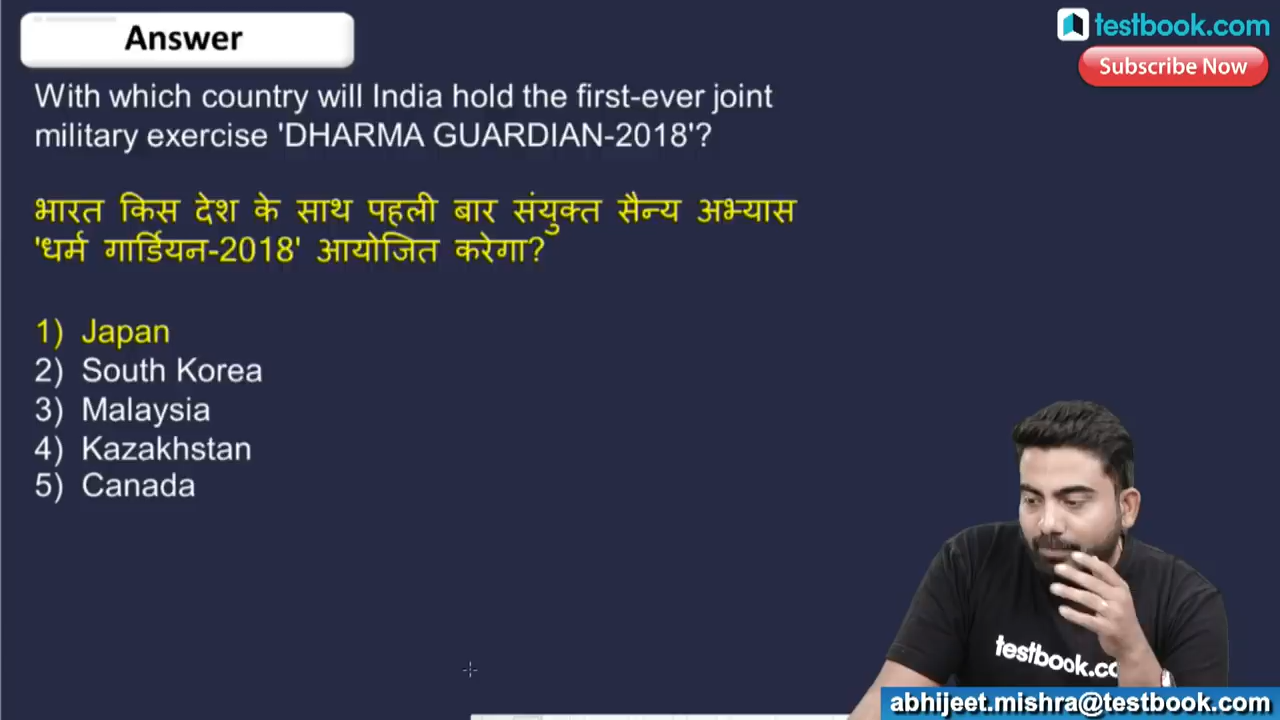 Answer
testbook.com
Subscribe Now
With which country will India hold the first-ever joint
military exercise 'DHARMA GUARDIAN-2018'?
भारत किस देश के साथ पहली बार संयुक्त सैन्य अभ्यास
'धर्म गार्डियन-2018' आयोजित करेगा?
1) Japan
2) South Korea
3) Malaysia
4) Kazakhstan
5) Canada
testbook.co
abhijeet.mishra@testbook.com